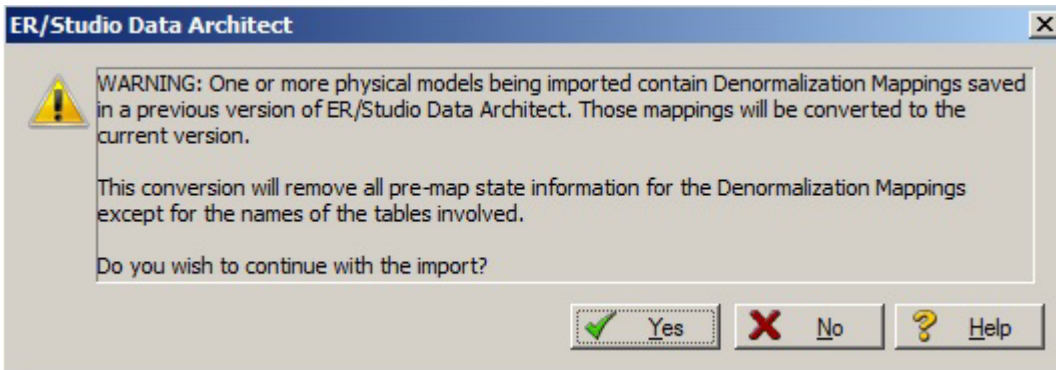 ER/Studio Data Architect
WARNING: One or more physical models being imported contain Denormalization Mappings saved
in a previous version of ER/Studio Data Architect. Those mappings will be converted to the
current version.
This conversion will remove all pre-map state information for the Denormalization Mappings
except for the names of the tables involved.
Do you wish to continue with the import?
Yes No Help